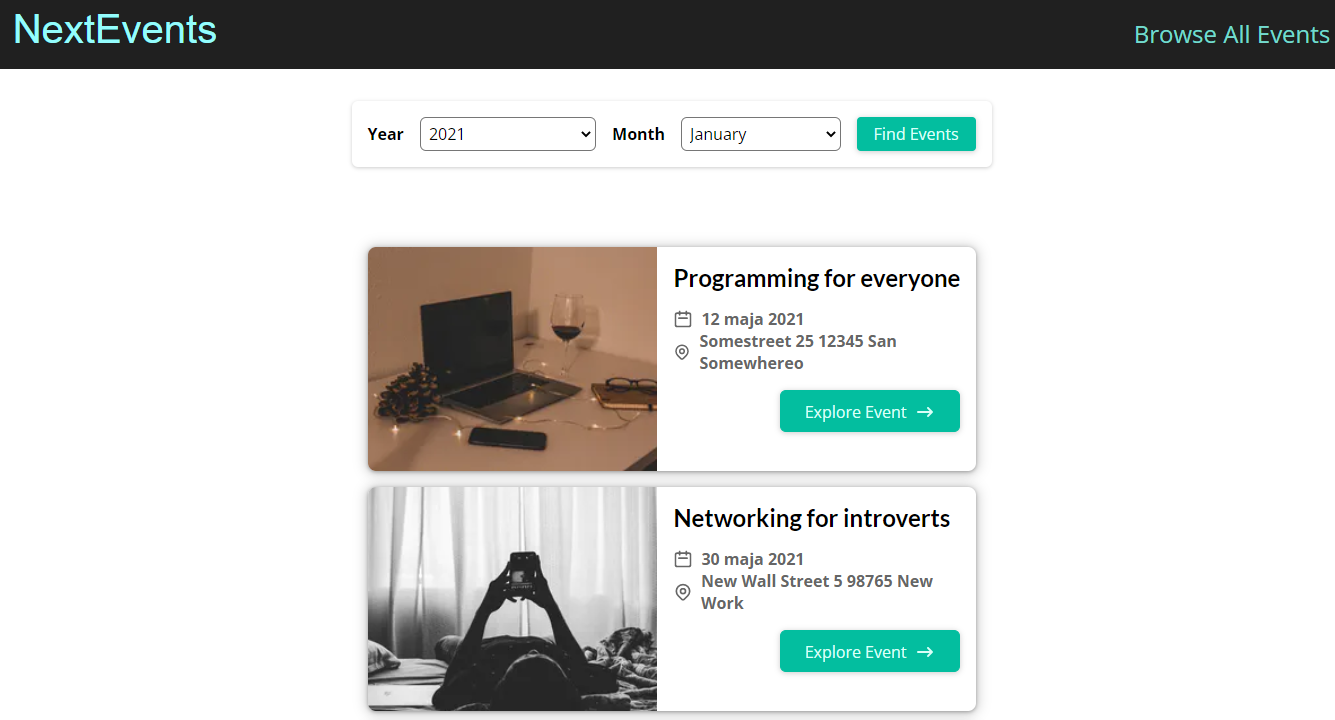 NextEvents
Browse All Events
Year 2021 Month January Find Events
Programming for everyone
12 maja 2021
Somestreet 25 12345 San
Somewhereo
Explore Event →
Networking for introverts
30 maja 2021
New Wall Street 5 98765 New
Work
Explore Event →